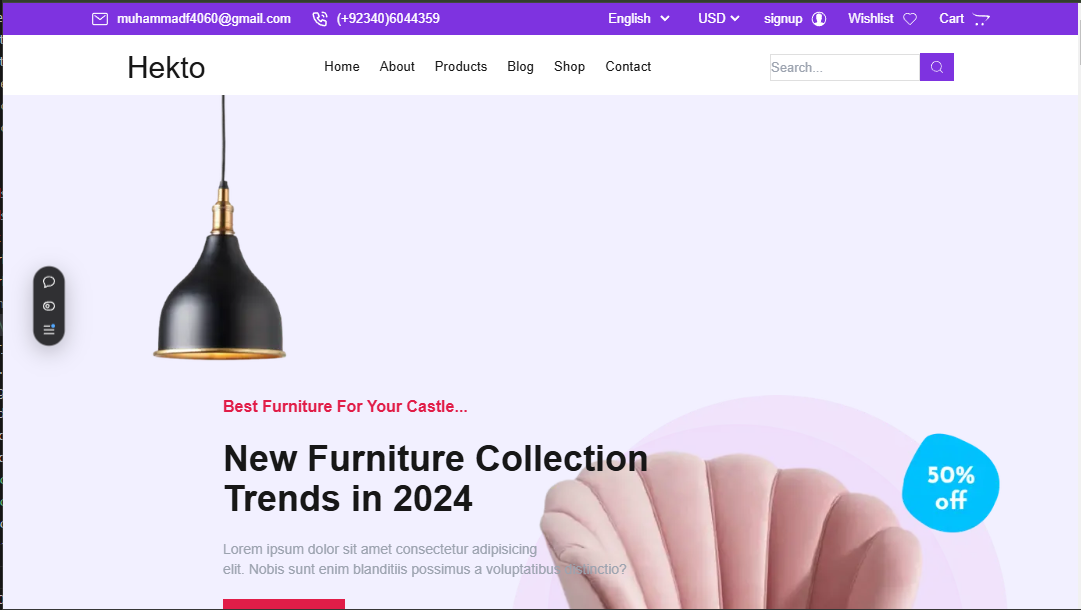 muhammadf4060@gmail.com (+92340)6044359 English USD signup Wishlist Cart
Hekto Home About Products Blog Shop Contact Search...
Best Furniture For Your Castle...
New Furniture Collection
Trends in 2024
50%
off
Lorem ipsum dolor sit amet consectetur adipisicing
elit. Nobis sunt enim blanditiis possimus a voluptatibus